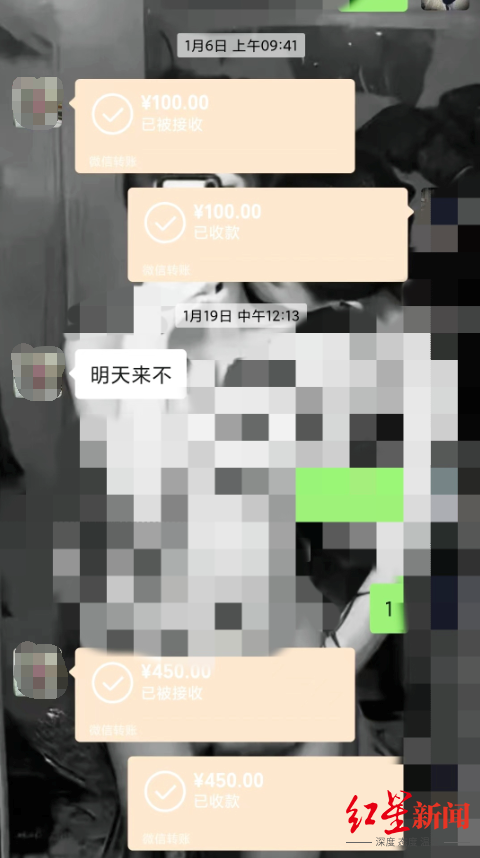 1月6日 上午09:41
¥100.00
已被接收
微信转账
¥100.00
已收款
微信转账
1月19日 中午12:13
明天来不
1
¥450.00
已被接收
微信转账
¥450.00
已收款
微信转账
红星新闻